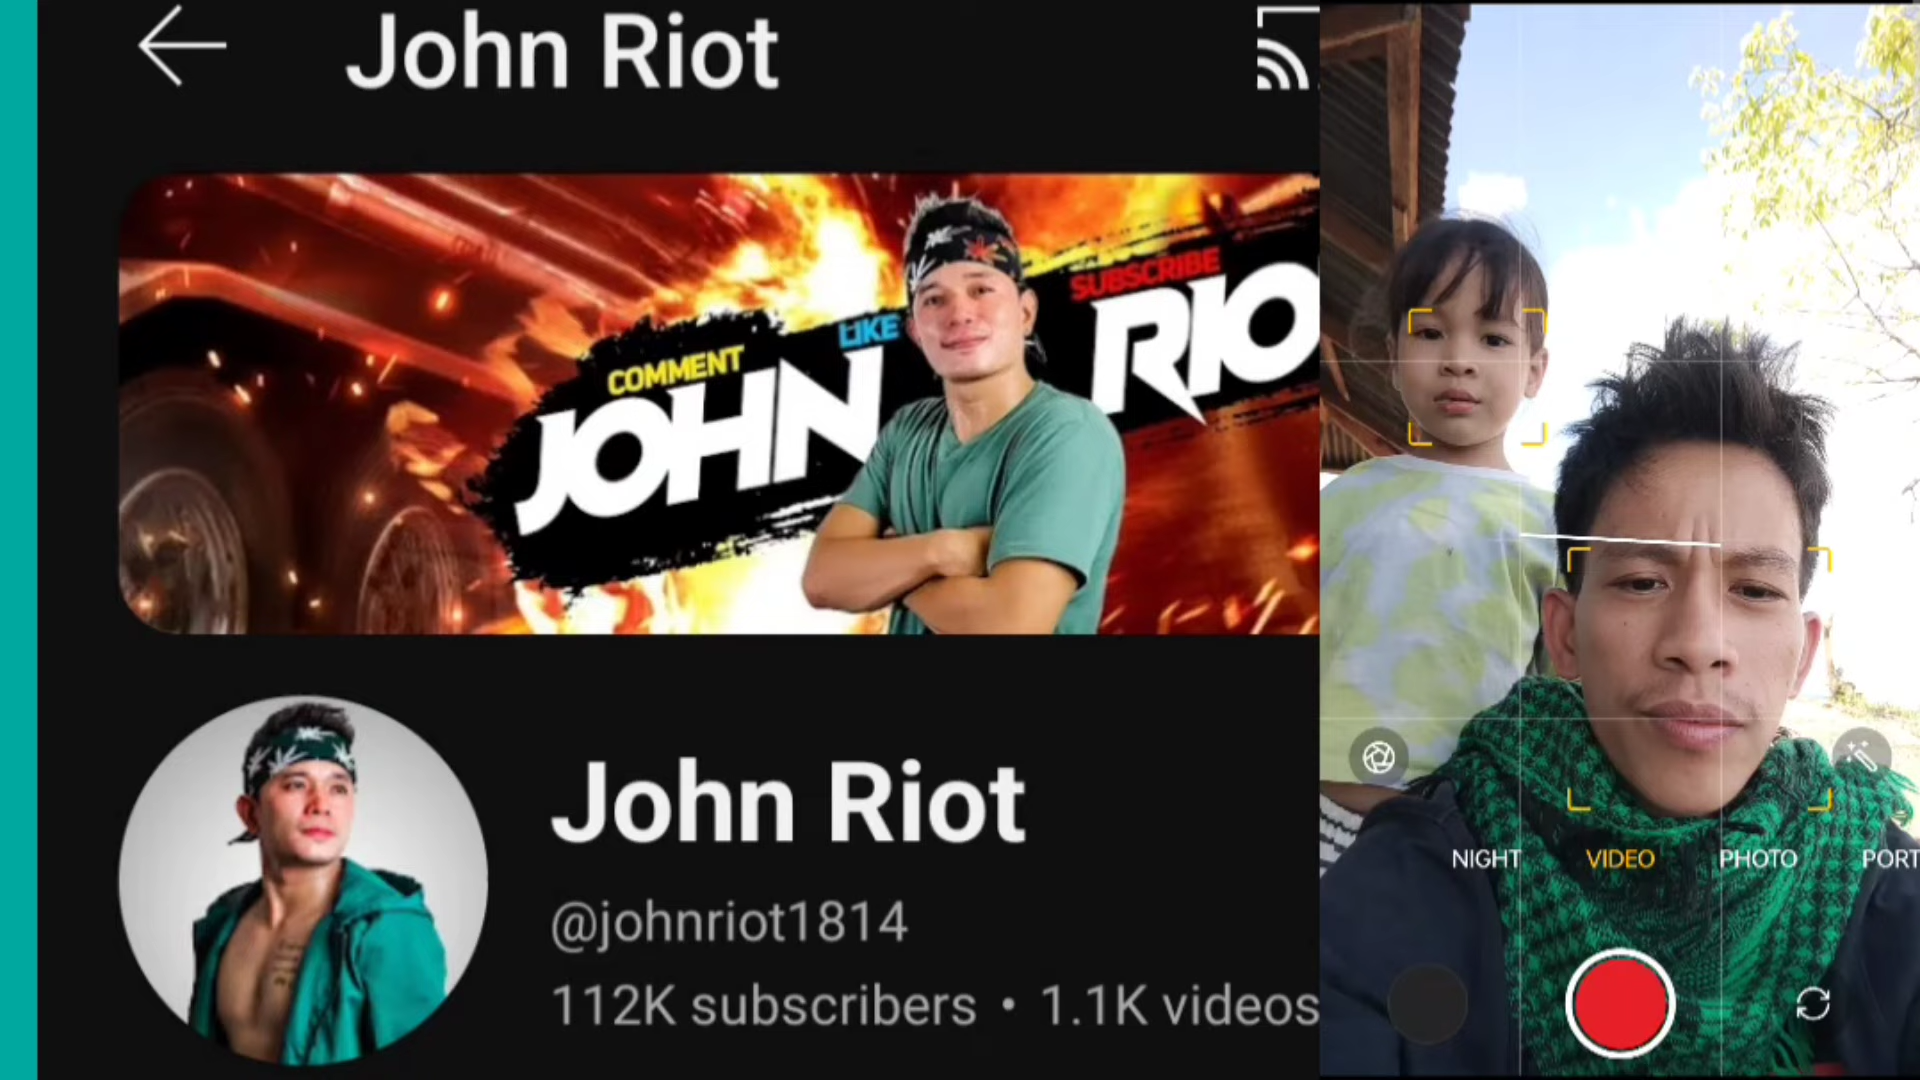 John Riot
COMMENT
LIKE
SUBSCRIBE
JOHN RIO
John Riot
@johnriot1814
112K subscribers • 1.1K videos
NIGHT VIDEO PHOTO PORT